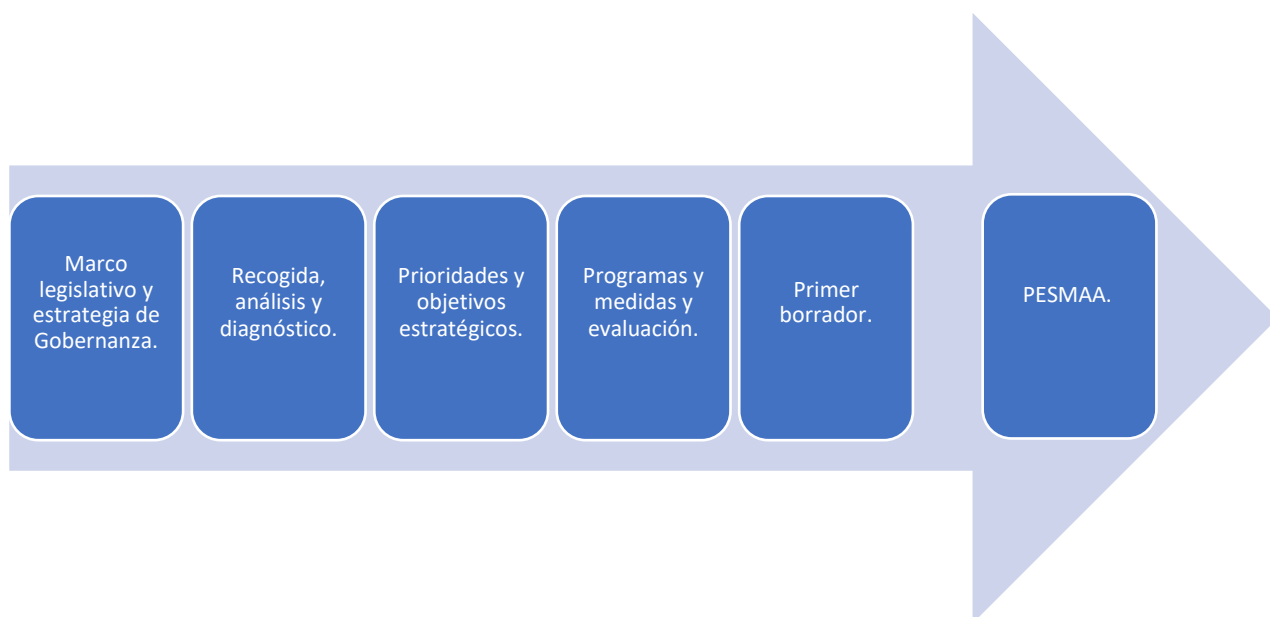 Marco
legislativo y
estrategia de
Gobernanza.
Recogida,
análisis y
diagnóstico.
Prioridades y
objetivos
estratégicos.
Programas y
medidas y
evaluación.
Primer
borrador.
PESMAA.